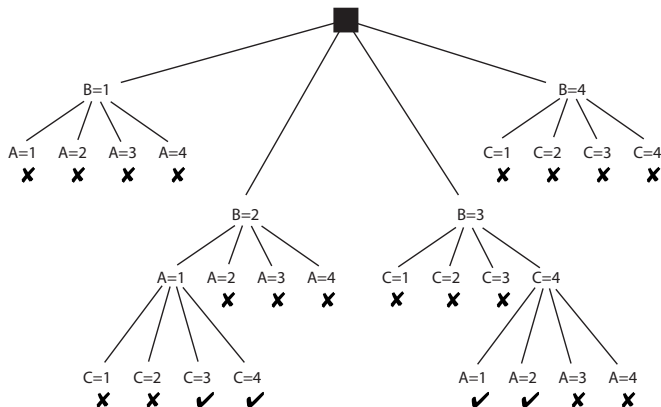 B=1
B=4
A=1 A=2 A=3 A=4
C=1 C=2 C=3 C=4
B=2
B=3
A=1 A=2 A=3 A=4
C=1 C=2 C=3 C=4
C=1 C=2 C=3 C=4
A=1 A=2 A=3 A=4